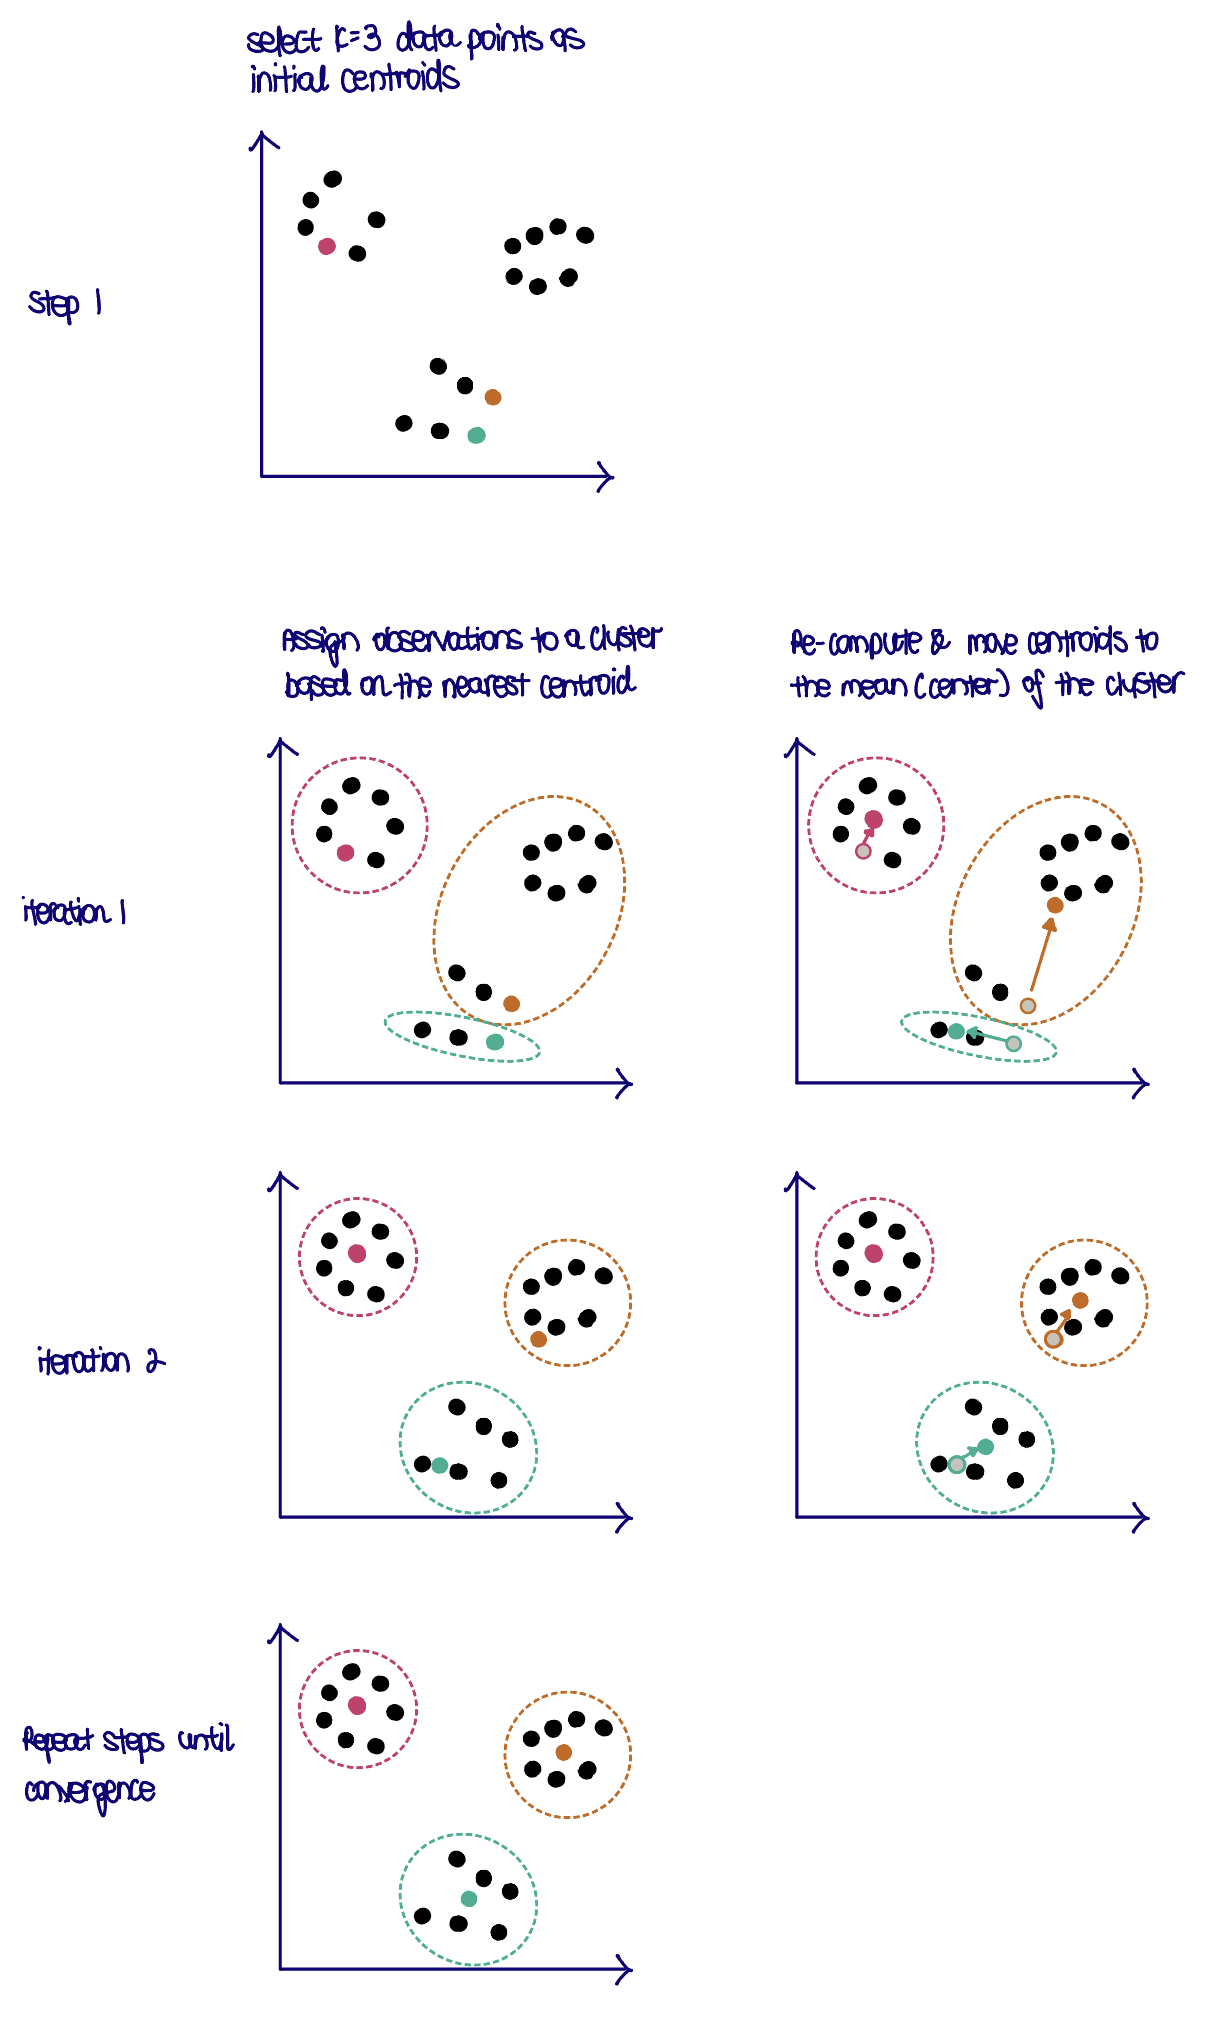 select K=3 data points as
initial centroids
Step 1
Assign observations to a cluster
based on the nearest centroid
Re-compute & move centroids to
the mean (center) of the cluster
iteration 1
iteration 2
Repeat steps until
convergence